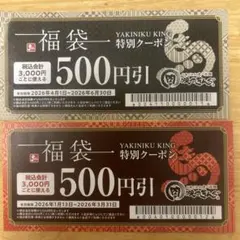 福袋
YAKINIKU KING
特別クーポン
税込会計
3,000円
ごとに使える
500円引
2026年4月1日~2026年6月30日
福袋
YAKINIKU KING
特別クーポン
税込会計
3,000円
ごとに使える
500円引
2026年1月13日~2026年3月31日